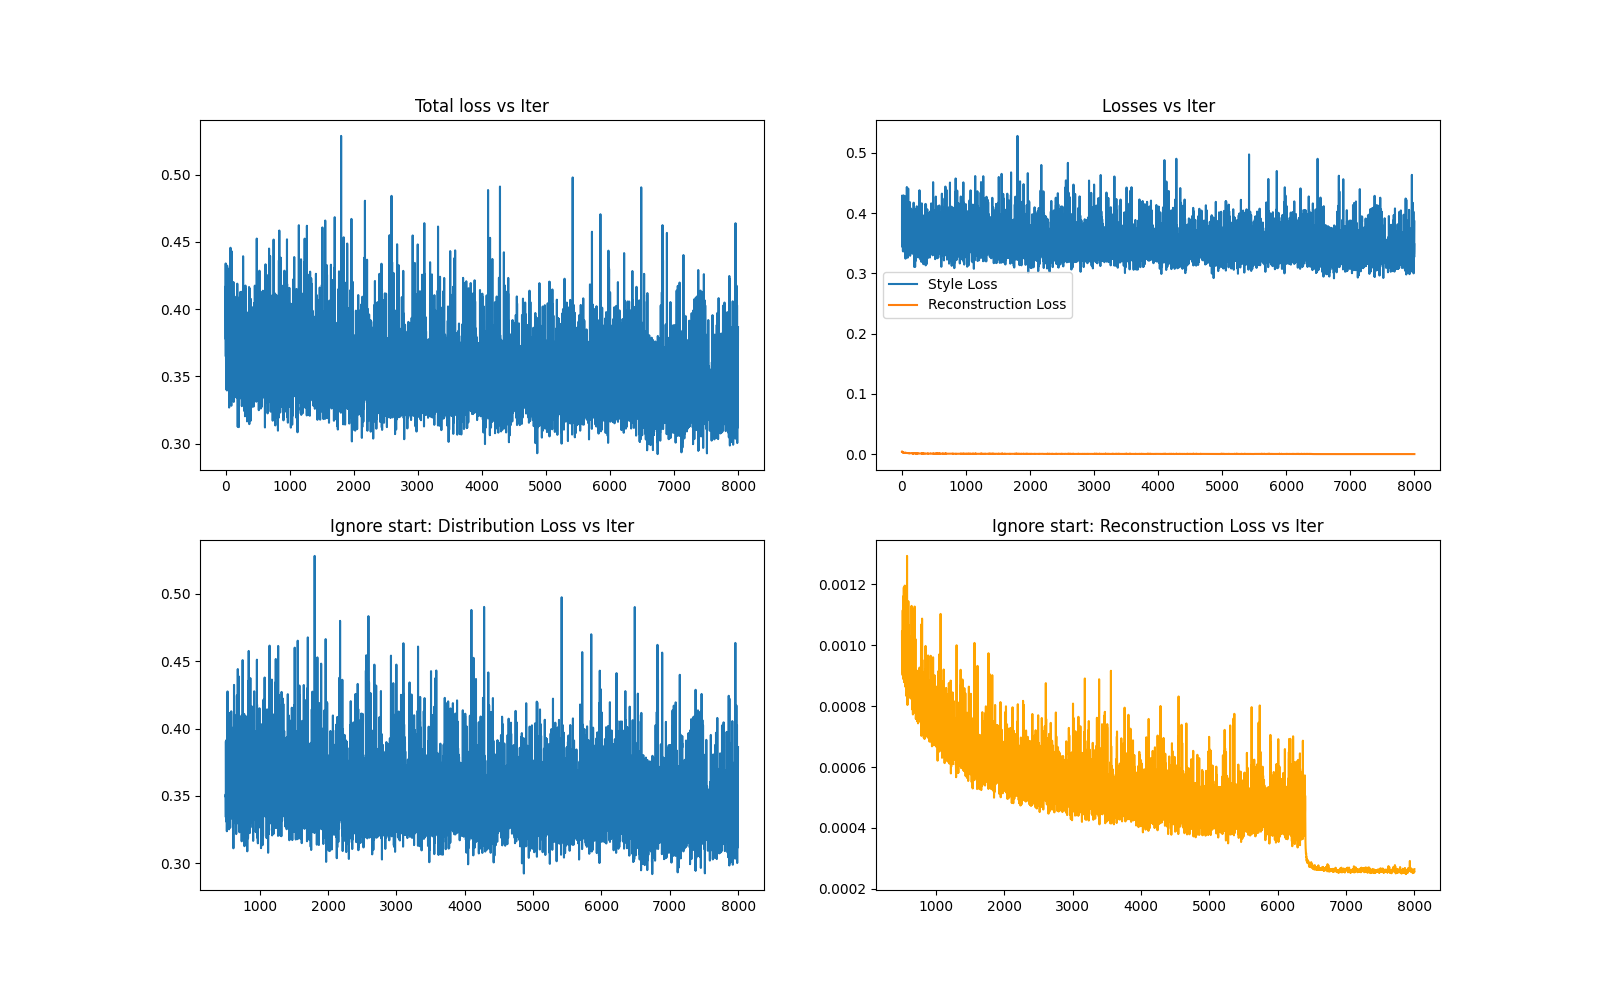 Total loss vs Iter
0.50
0.45
0.40
0.35
0.30
0 1000 2000 3000 4000 5000 6000 7000 8000
Losses vs Iter
0.5
0.4
0.3
0.2
0.1
0.0
Style Loss
Reconstruction Loss
0 1000 2000 3000 4000 5000 6000 7000 8000
Ignore start: Distribution Loss vs Iter
0.50
0.45
0.40
0.35
0.30
1000 2000 3000 4000 5000 6000 7000 8000
Ignore start: Reconstruction Loss vs Iter
0.0012
0.0010
0.0008
0.0006
0.0004
0.0002
1000 2000 3000 4000 5000 6000 7000 8000